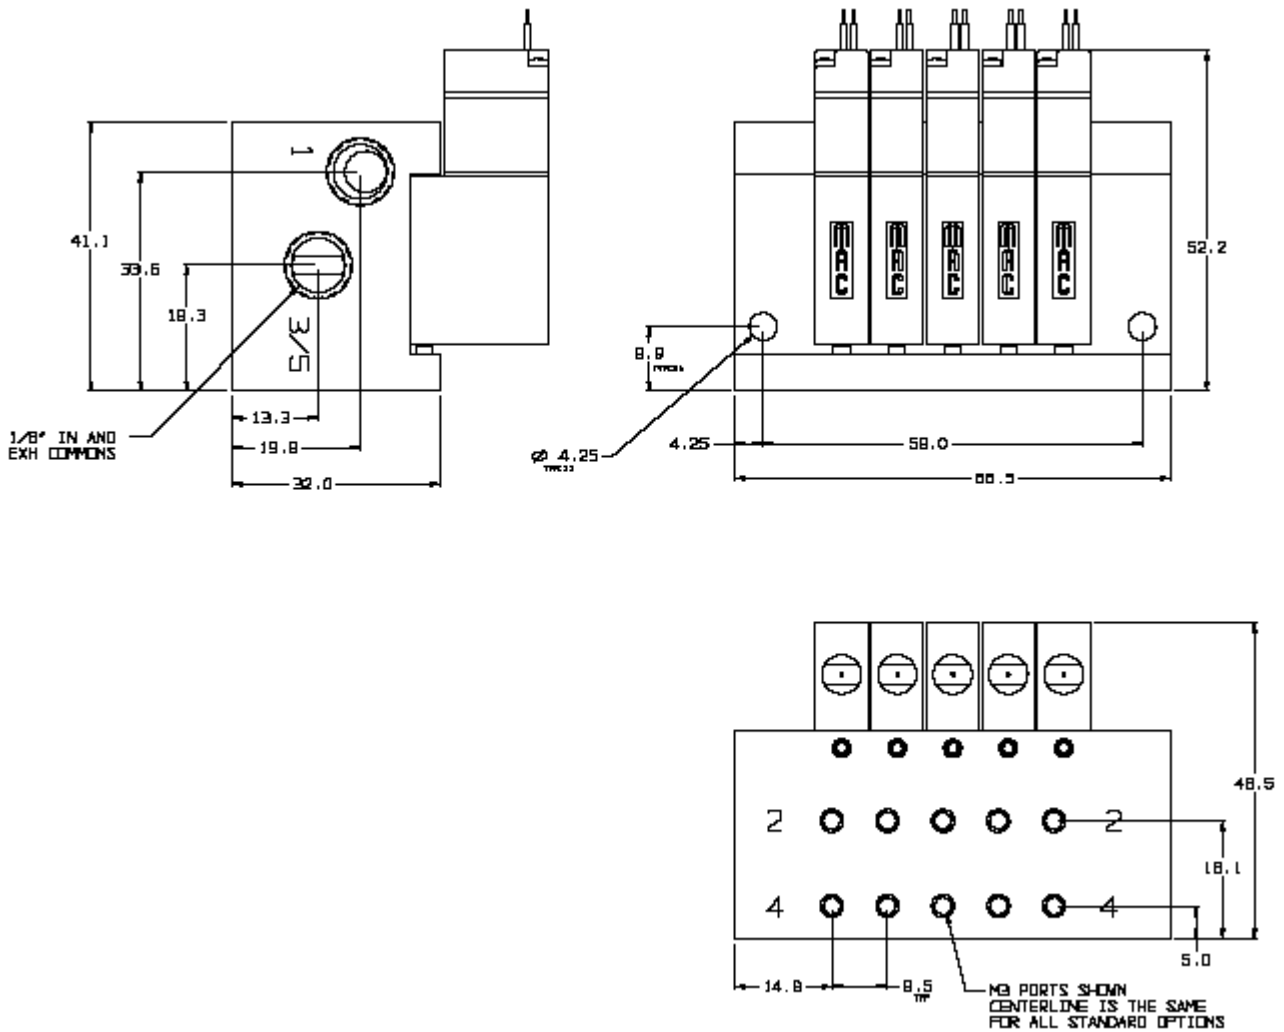 1
41.1
33.6
19.3
3/5
13.3
19.8
32.0
1/8" IN AND
EXH COMMONS
MAC
MAC
MAC
MAC
MAC
52.2
Ø 4.25
4.25
58.0
66.5
2
2
4
4
48.5
18.1
5.0
14.8
8.5
TYP
M3 PORTS SHOWN
CENTERLINE IS THE SAME
FOR ALL STANDARD OPTIONS